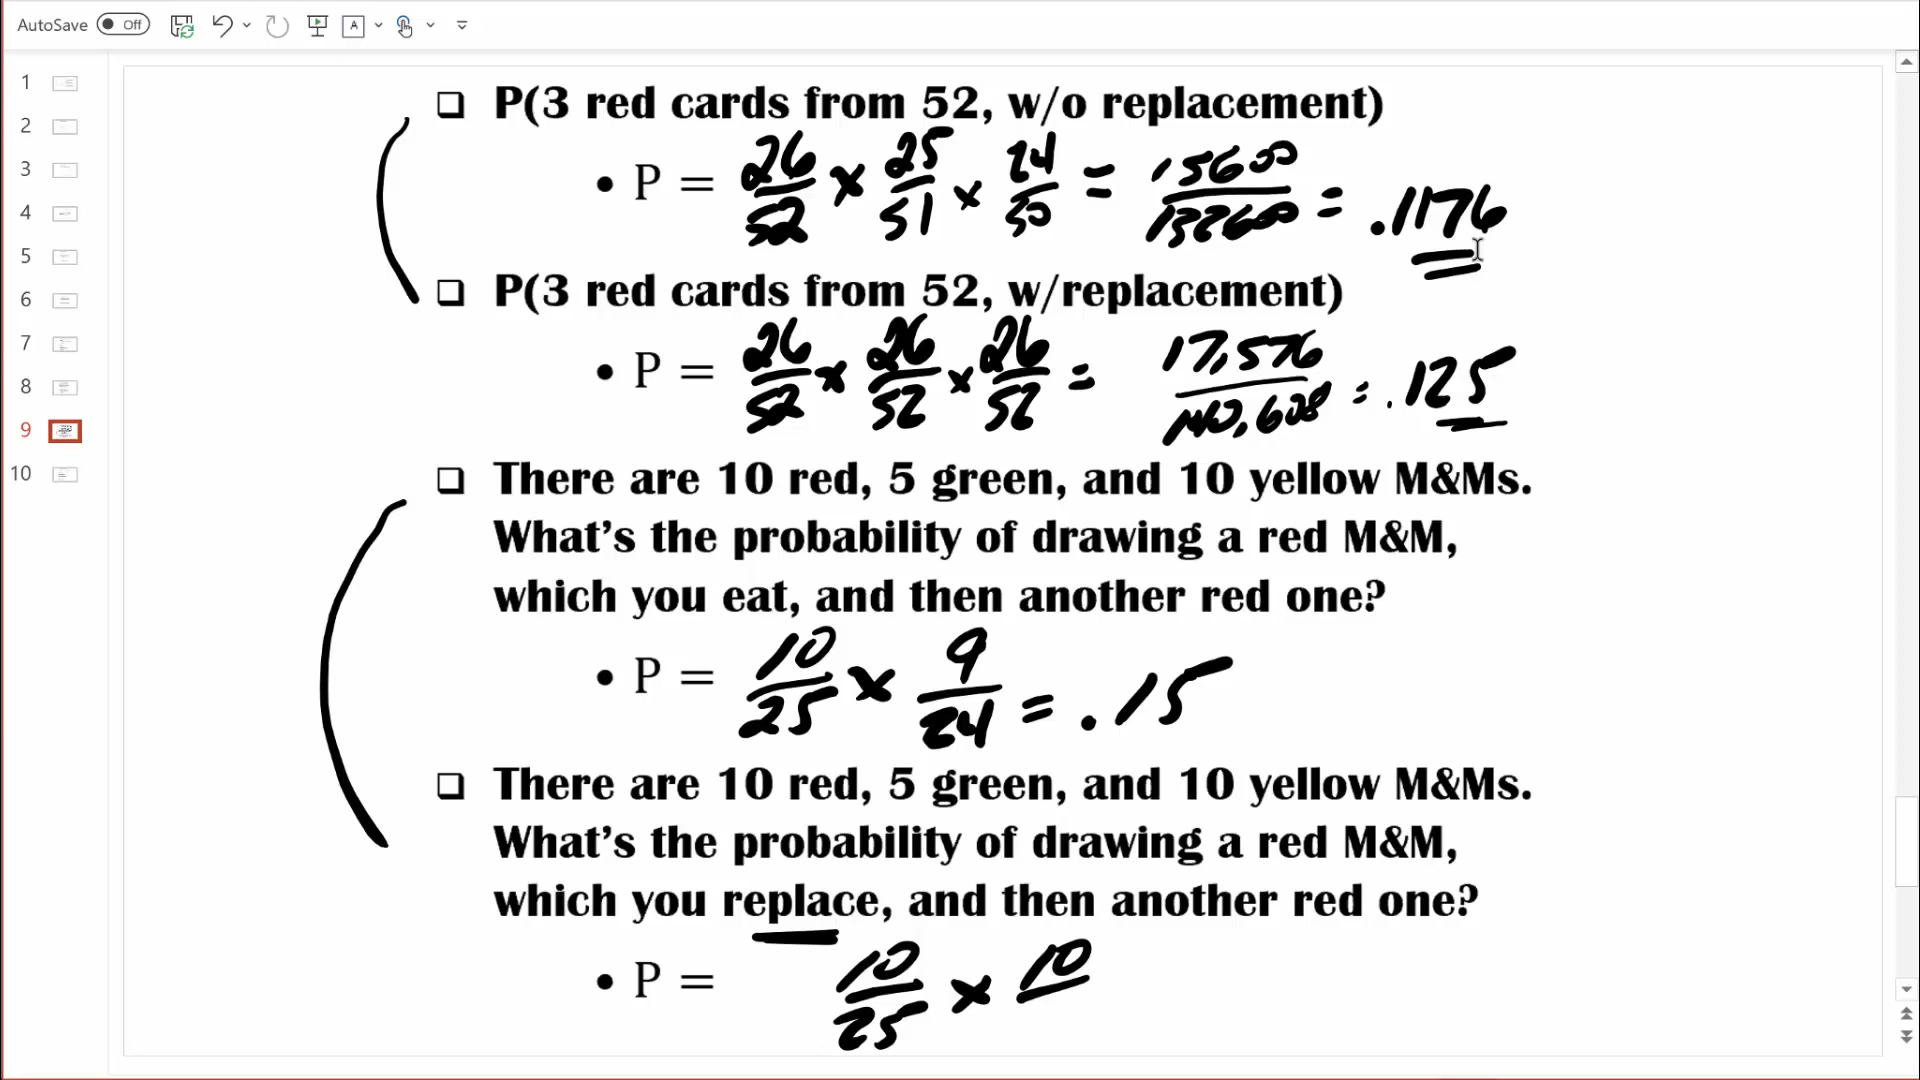 AutoSave Off
A
1
2
3
4
5
6
7
8
9
10
P(3 red cards from 52, w/o replacement)
• P = 26/52 x 25/51 x 24/50 = 15600/132600 = .1176
P(3 red cards from 52, w/replacement)
• P = 26/52 x 26/52 x 26/52 = 17,576/140,608 = .125
There are 10 red, 5 green, and 10 yellow M&Ms.
What’s the probability of drawing a red M&M,
which you eat, and then another red one?
• P = 10/25 x 9/24 = .15
There are 10 red, 5 green, and 10 yellow M&Ms.
What’s the probability of drawing a red M&M,
which you replace, and then another red one?
• P = 10/25 x 10/